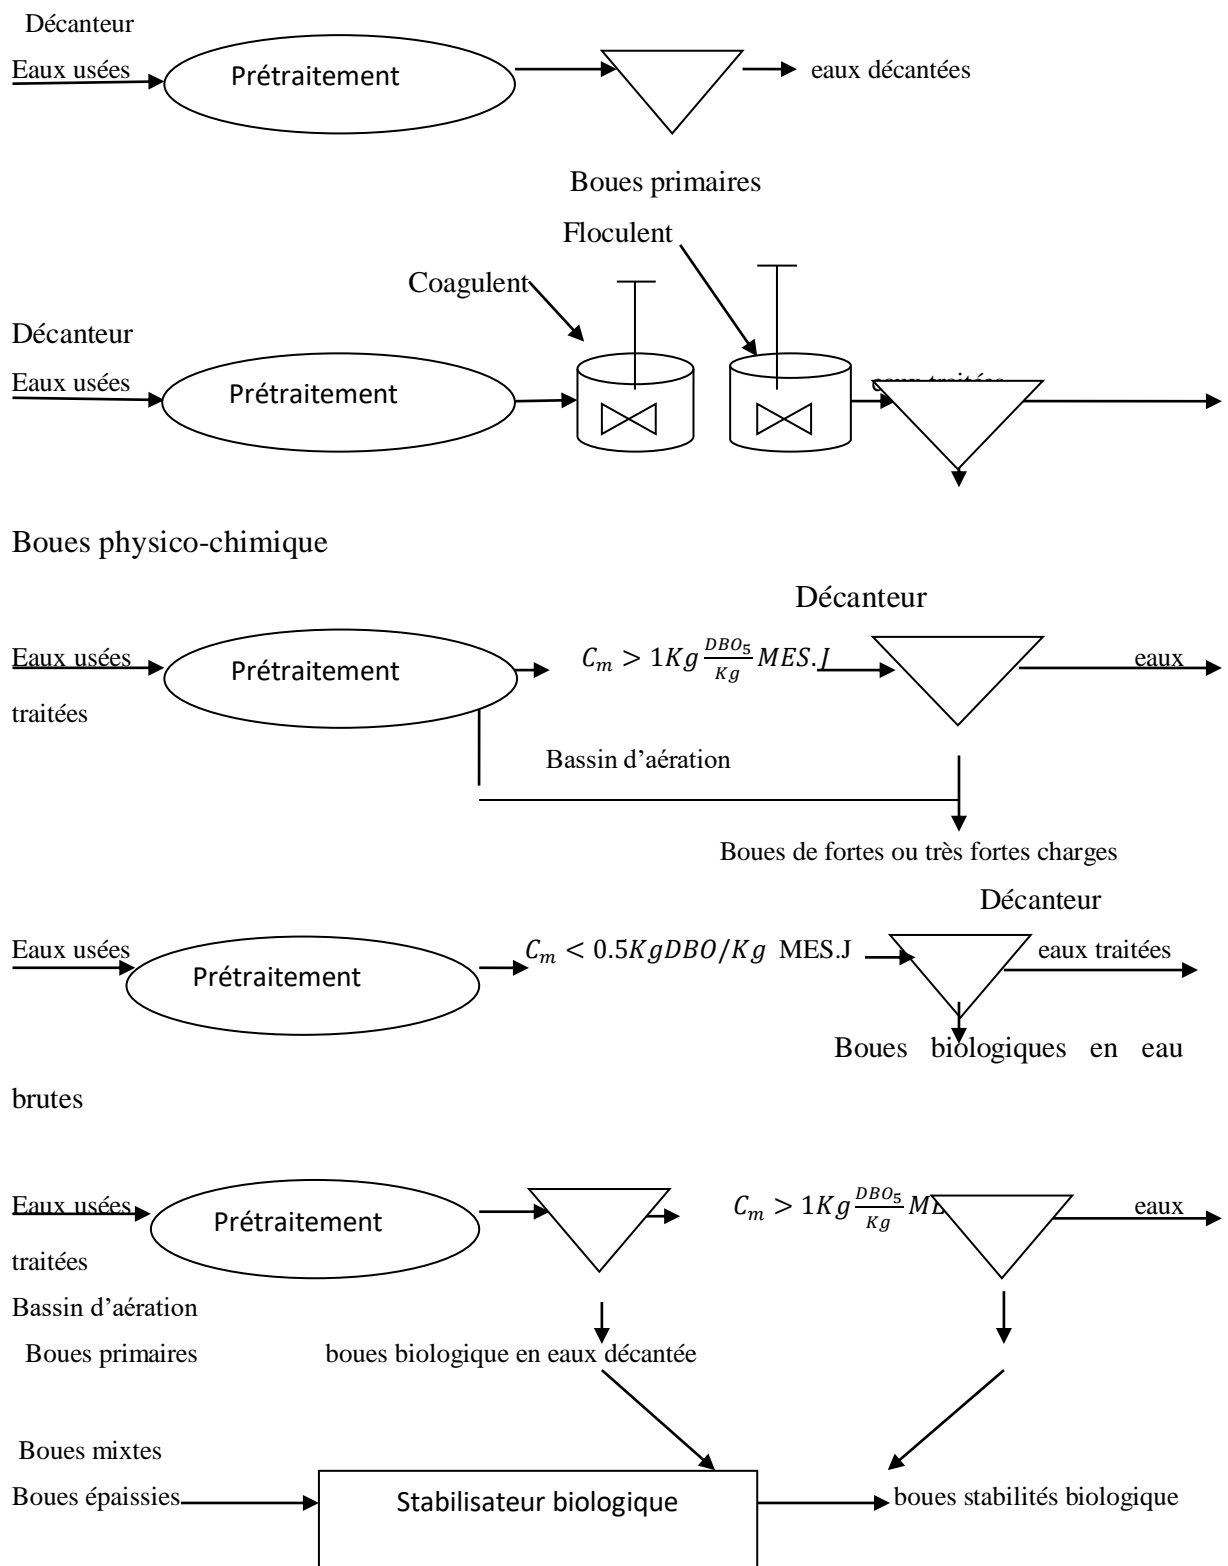 Décanteur
Eaux usées Prétraitement eaux décantées
Boues primaires
Floculent
Coagulent
Décanteur
Eaux usées Prétraitement eaux traitées
Boues physico-chimique
Décanteur
Eaux usées Prétraitement C_m > 1Kg DBO_5/Kg MES.J eaux
traitées
Bassin d’aération
Boues de fortes ou très fortes charges
Décanteur
Eaux usées Prétraitement C_m < 0.5KgDBO/Kg MES.J eaux traitées
Boues biologiques en eau
brutes
Eaux usées Prétraitement C_m > 1Kg DBO_5/Kg eaux
traitées
Bassin d’aération
Boues primaires boues biologique en eaux décantée
Boues mixtes
Boues épaissies Stabilisateur biologique boues stabilités biologique